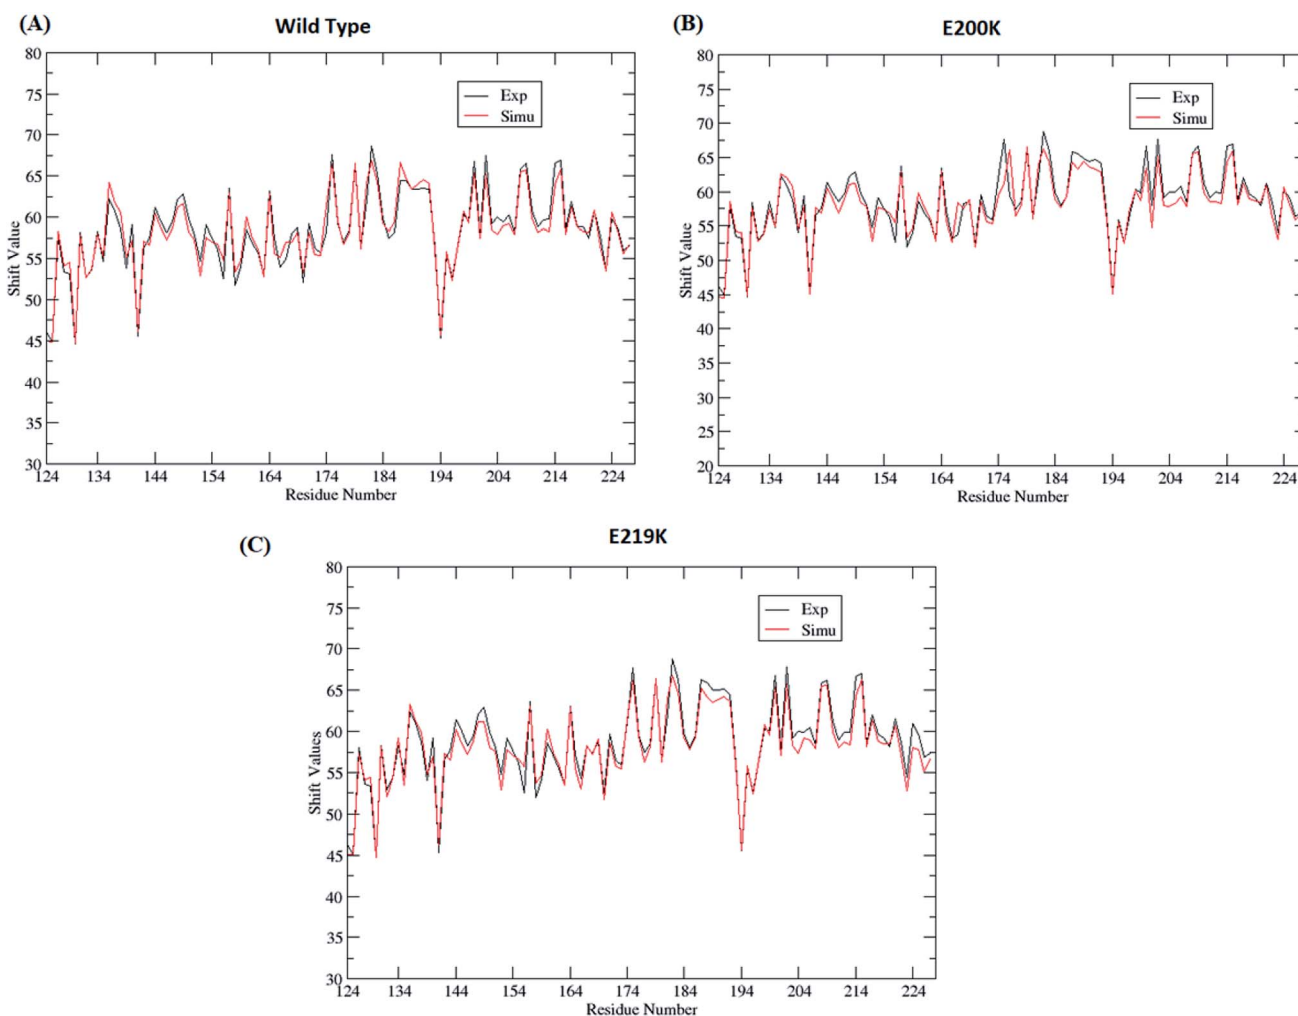 (A)
Wild Type
80
75
70
65
60
55
50
45
40
35
30
Shift Value
Exp
Simu
124 134 144 154 164 174 184 194 204 214 224
Residue Number
(B)
E200K
80
75
70
65
60
55
50
45
40
35
30
25
20
Shift Value
Exp
Simu
124 134 144 154 164 174 184 194 204 214 224
Residue Number
(C)
E219K
80
75
70
65
60
55
50
45
40
35
30
Shift Values
Exp
Simu
124 134 144 154 164 174 184 194 204 214 224
Residue Number